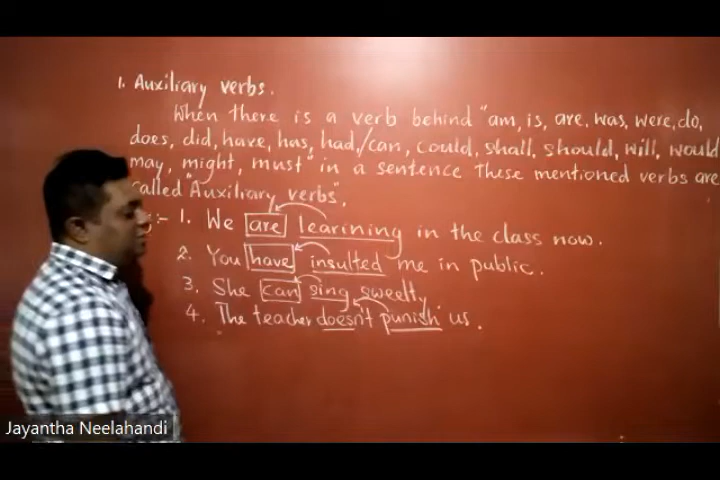 1. Auxiliary verbs.
When there is a verb behind "am, is, are, was, were, do,
does, did, have, has, had,/can, could, shall, should, will, would
may, might, must" in a sentence These mentioned verbs are
called "Auxiliary verbs".
:- 1. We are learining in the class now.
2. You have insulted me in public.
3. She can sing sweetly.
4. The teacher doesn't punish us.
Jayantha Neelahandi